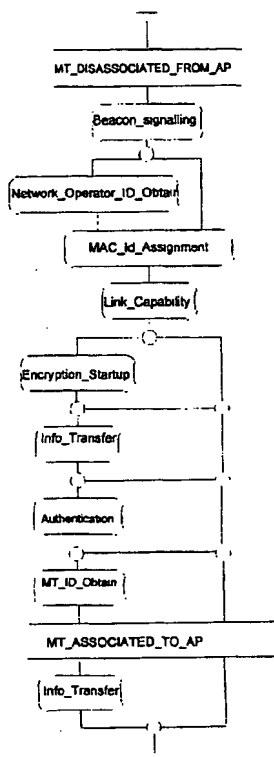 MT_DISASSOCIATED_FROM_AP
Beacon_signalling
Network_Operator_ID_Obtain
MAC_Id_Assignment
Link_Capability
Encryption_Startup
Info_Transfer
Authentication
MT_ID_Obtain
MT_ASSOCIATED_TO_AP
Info_Transfer